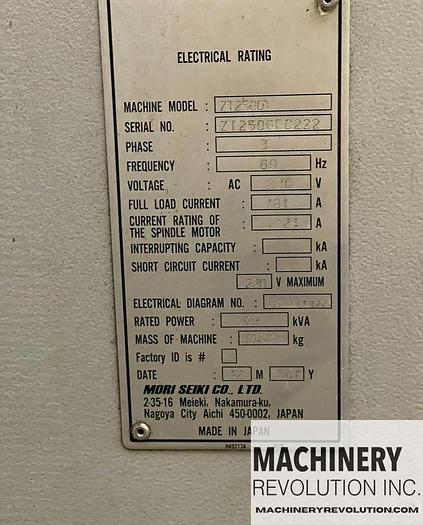 ELECTRICAL RATING
MACHINE MODEL :
SERIAL NO. :
PHASE : 3
FREQUENCY : 60 Hz
VOLTAGE : AC V
FULL LOAD CURRENT : A
CURRENT RATING OF THE SPINDLE MOTOR : A
INTERRUPTING CAPACITY : kA
SHORT CIRCUIT CURRENT : kA
V MAXIMUM
ELECTRICAL DIAGRAM NO. :
RATED POWER : kVA
MASS OF MACHINE : kg
Factory ID is #
DATE M Y
MORI SEIKI CO., LTD.
2-35-16 Meieki, Nakamura-ku,
Nagoya City Aichi 450-0002, JAPAN
MADE IN JAPAN
H49213A
MACHINERY
REVOLUTION INC.
MACHINERYREVOLUTION.COM